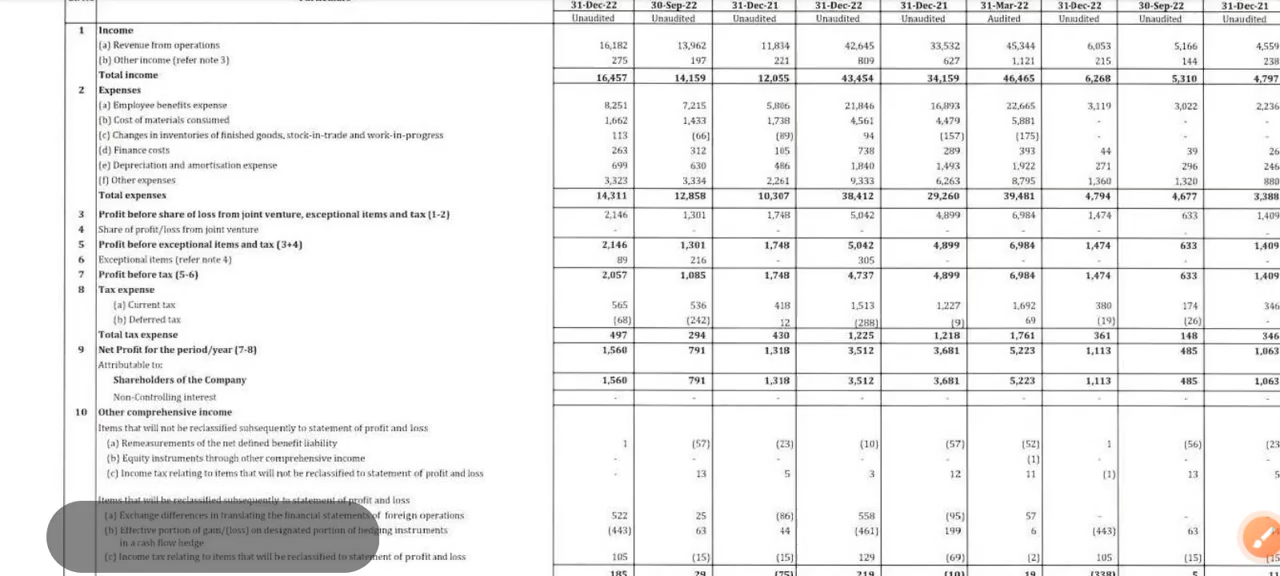 31-Dec-22 30-Sep-22 31-Dec-21 31-Dec-22 31-Dec-21 31-Mar-22 31-Dec-22 30-Sep-22 31-Dec-21
Unaudited Unaudited Unaudited Unaudited Unaudited Audited Unaudited Unaudited Unaudited
1 Income
(a) Revenue from operations 16,182 13,962 11,834 42,645 33,532 45,344 6,053 5,166 4,559
(b) Other income (refer note 3) 275 197 221 809 627 1,121 215 144 238
Total income 16,457 14,159 12,055 43,454 34,159 46,465 6,268 5,310 4,797
2 Expenses
(a) Employee benefits expense 8,251 7,215 5,806 21,846 16,893 22,665 3,119 3,022 2,236
(b) Cost of materials consumed 1,662 1,433 1,738 4,561 4,479 5,881 - - -
(c) Changes in inventories of finished goods, stock-in-trade and work-in-progress 113 (66) (89) 94 (157) (175) - - -
(d) Finance costs 263 312 105 738 289 393 44 39 26
(e) Depreciation and amortisation expense 699 630 486 1,840 1,493 1,922 271 296 246
(f) Other expenses 3,323 3,334 2,261 9,333 6,263 8,795 1,360 1,320 880
Total expenses 14,311 12,858 10,307 38,412 29,260 39,481 4,794 4,677 3,388
3 Profit before share of loss from joint venture, exceptional items and tax (1-2) 2,146 1,301 1,748 5,042 4,899 6,984 1,474 633 1,409
4 Share of profit/loss from joint venture - - - - - - - - -
5 Profit before exceptional items and tax (3+4) 2,146 1,301 1,748 5,042 4,899 6,984 1,474 633 1,409
6 Exceptional items (refer note 4) 89 216 - 305 - - - - -
7 Profit before tax (5-6) 2,057 1,085 1,748 4,737 4,899 6,984 1,474 633 1,409
8 Tax expense
(a) Current tax 565 536 418 1,513 1,227 1,692 380 174 346
(b) Deferred tax (68) (242) 12 (288) (9) 69 (19) (26) -
Total tax expense 497 294 430 1,225 1,218 1,761 361 148 346
9 Net Profit for the period/year (7-8) 1,560 791 1,318 3,512 3,681 5,223 1,113 485 1,063
Attributable to:
Shareholders of the Company 1,560 791 1,318 3,512 3,681 5,223 1,113 485 1,063
Non-Controlling interest - - - - - - - - -
10 Other comprehensive income
Items that will not be reclassified subsequently to statement of profit and loss
(a) Remeasurements of the net defined benefit liability 1 (57) (23) (10) (57) (52) 1 (56) (23
(b) Equity instruments through other comprehensive income - - - - - (1) - - -
(c) Income tax relating to items that will not be reclassified to statement of profit and loss - 13 5 3 12 11 (1) 13 5
Items that will be reclassified subsequently to statement of profit and loss
(a) Exchange differences in translating the financial statements of foreign operations 522 25 (86) 558 (95) 57 - -
(b) Effective portion of gain/(loss) on designated portion of hedging instruments (443) 63 44 (461) 199 6 (443) 63
in a cash flow hedge
(c) Income tax relating to items that will be reclassified to statement of profit and loss 105 (15) (15) 129 (69) (2) 105 (15) (15
185 29 (75) 219 (10) 19 (338) 5 11